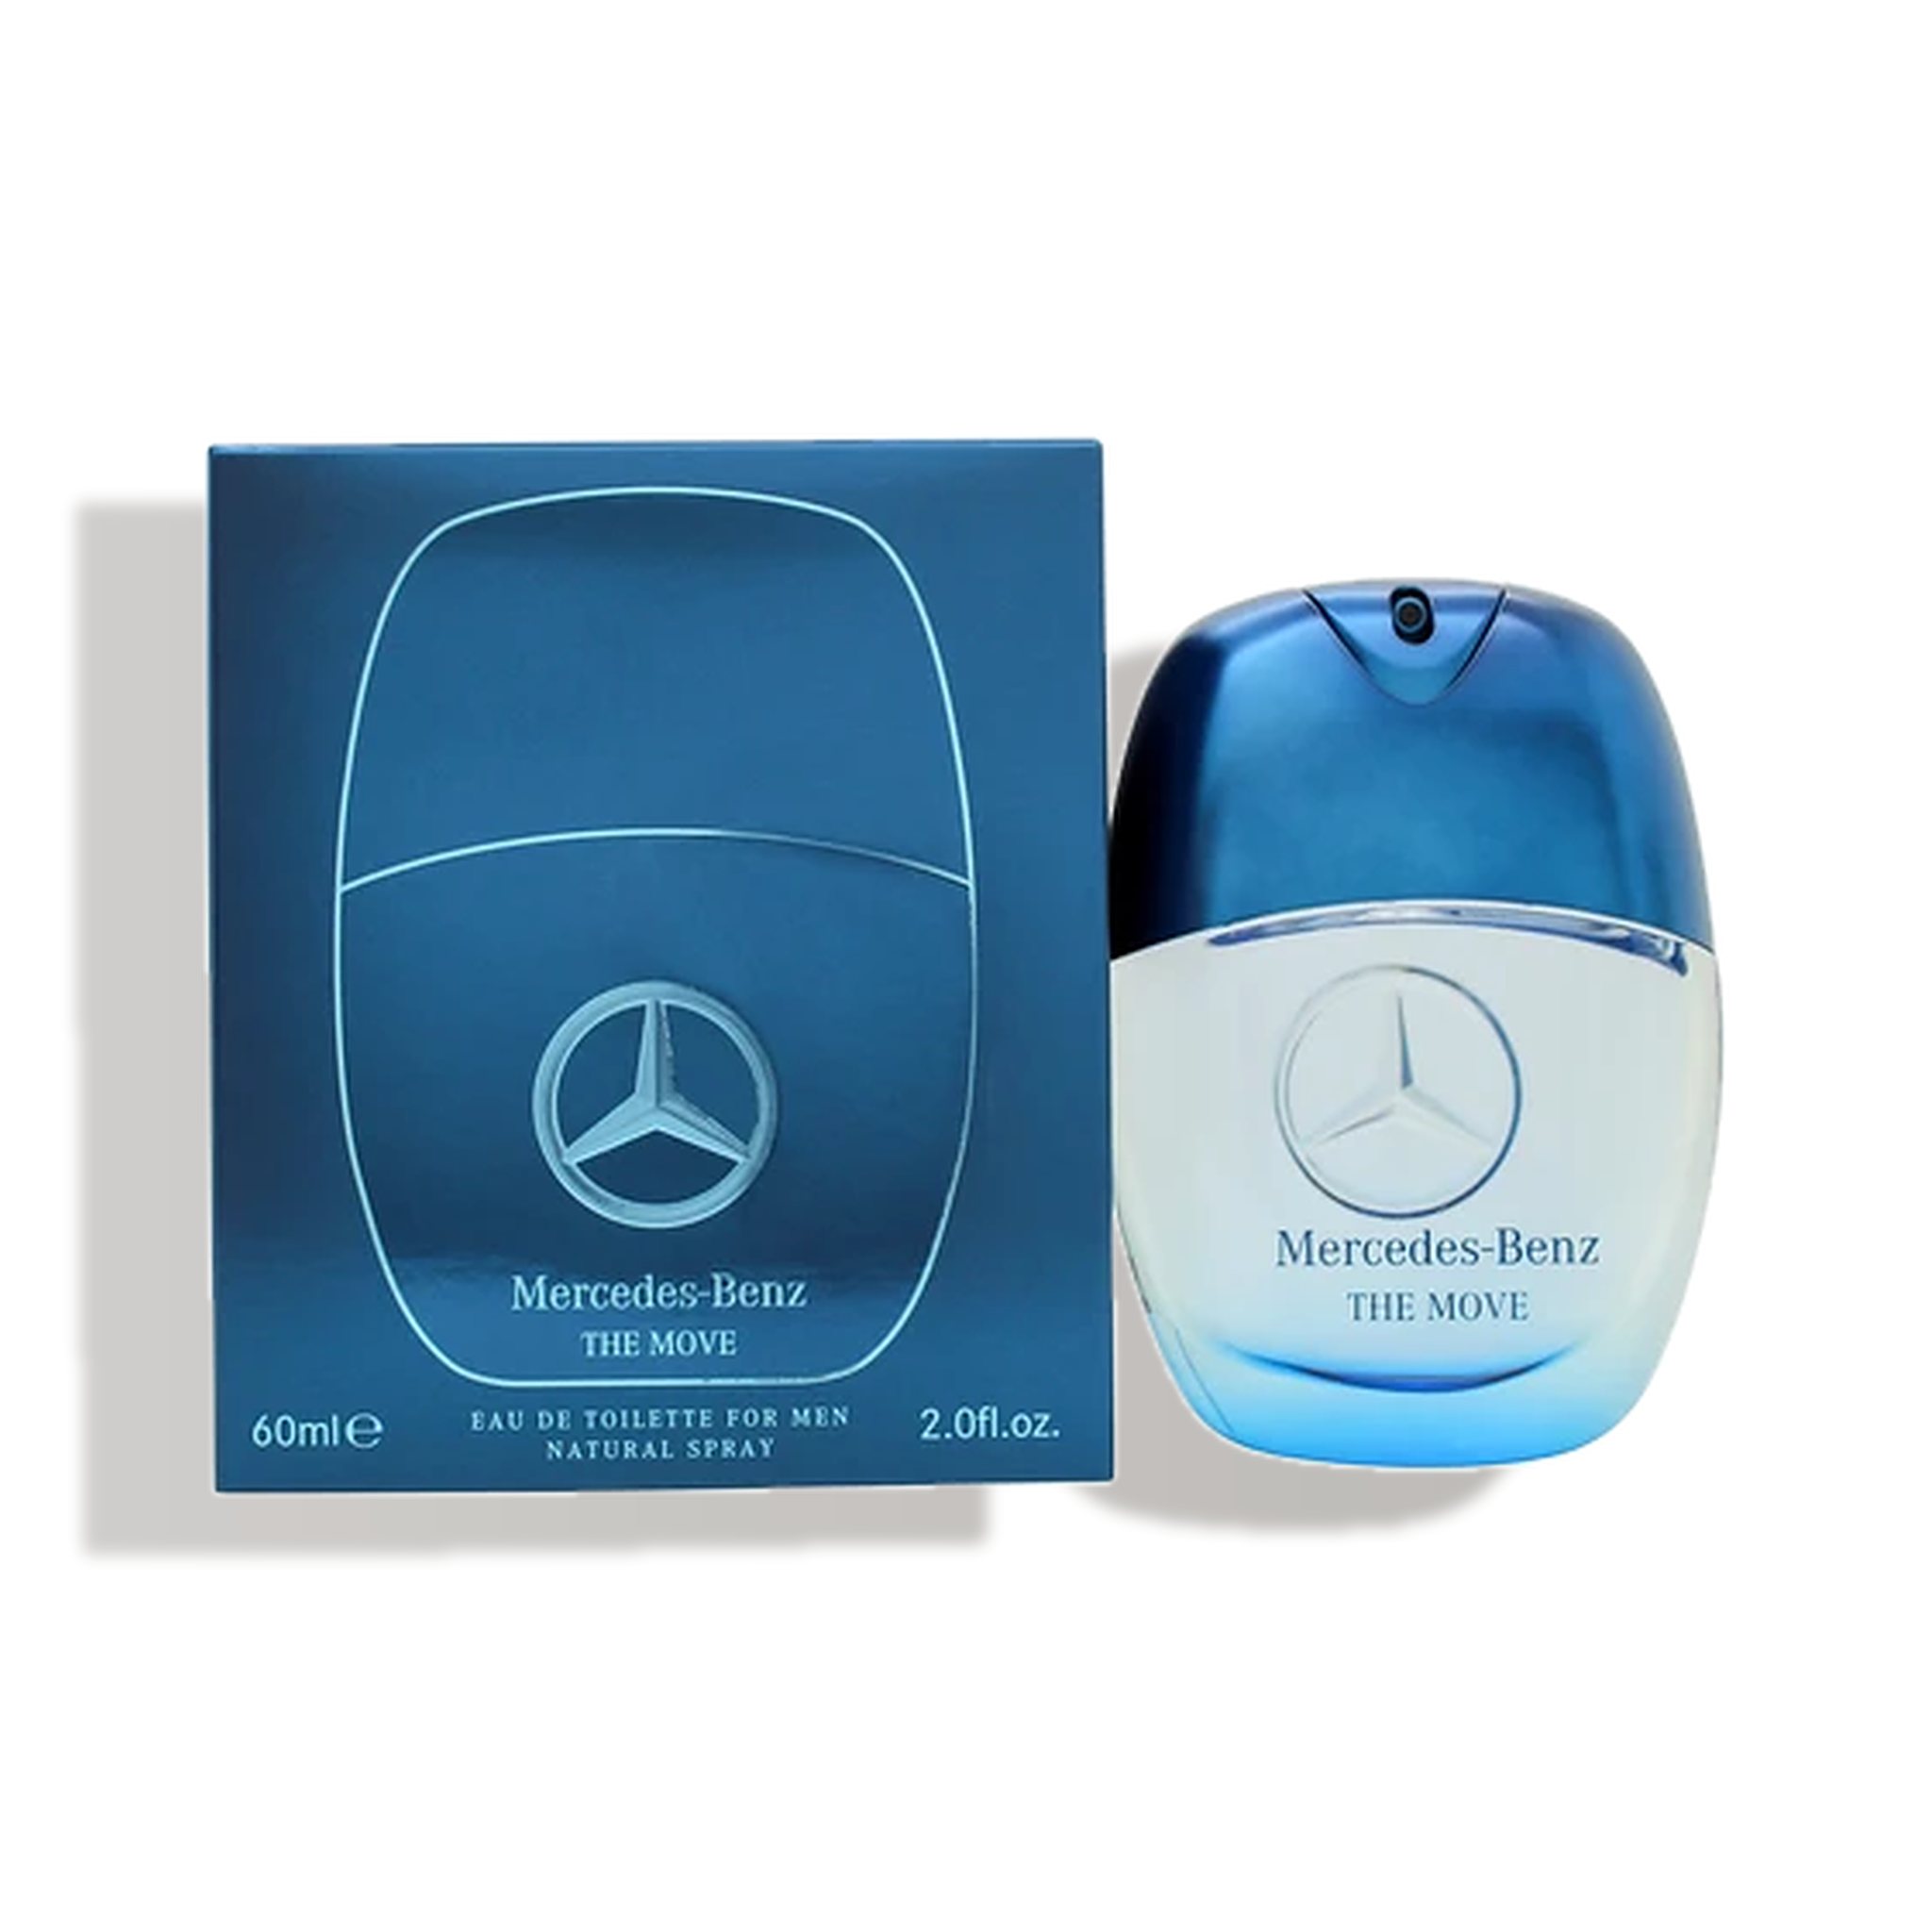 Mercedes-Benz
THE MOVE
60ml℮
EAU DE TOILETTE FOR MEN
NATURAL SPRAY
2.0fl.oz.
Mercedes-Benz
THE MOVE